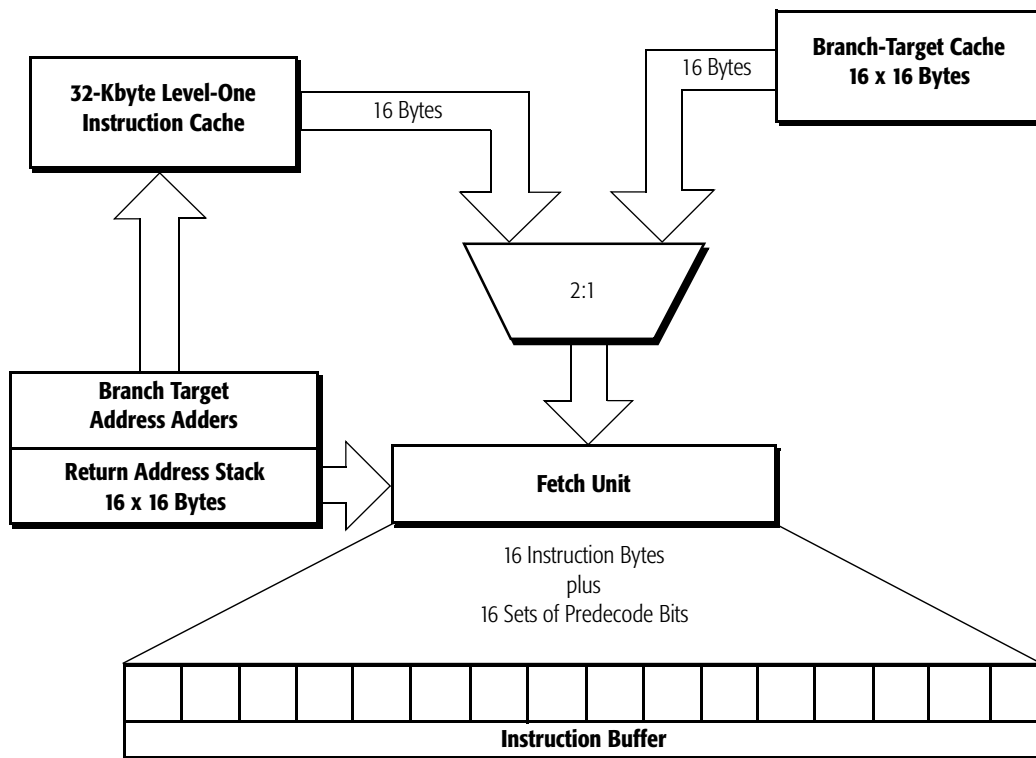 Branch-Target Cache
16 x 16 Bytes
16 Bytes
32-Kbyte Level-One
Instruction Cache
16 Bytes
2:1
Branch Target
Address Adders
Return Address Stack
16 x 16 Bytes
Fetch Unit
16 Instruction Bytes
plus
16 Sets of Predecode Bits
Instruction Buffer